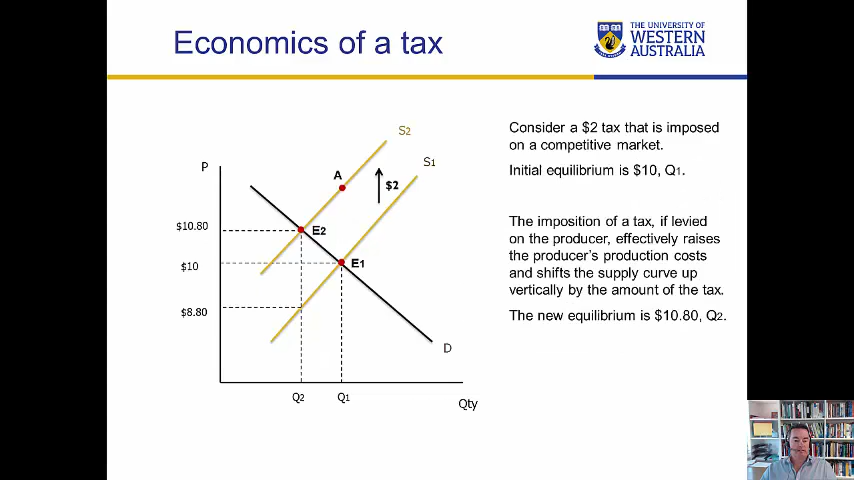 Economics of a tax
THE UNIVERSITY OF
WESTERN
AUSTRALIA
Consider a $2 tax that is imposed
on a competitive market.
Initial equilibrium is $10, Q1.
The imposition of a tax, if levied
on the producer, effectively raises
the producer's production costs
and shifts the supply curve up
vertically by the amount of the tax.
The new equilibrium is $10.80, Q2.
S2
P
S1
A
$2
$10.80
E2
$10
E1
$8.80
D
Q2
Q1
Qty